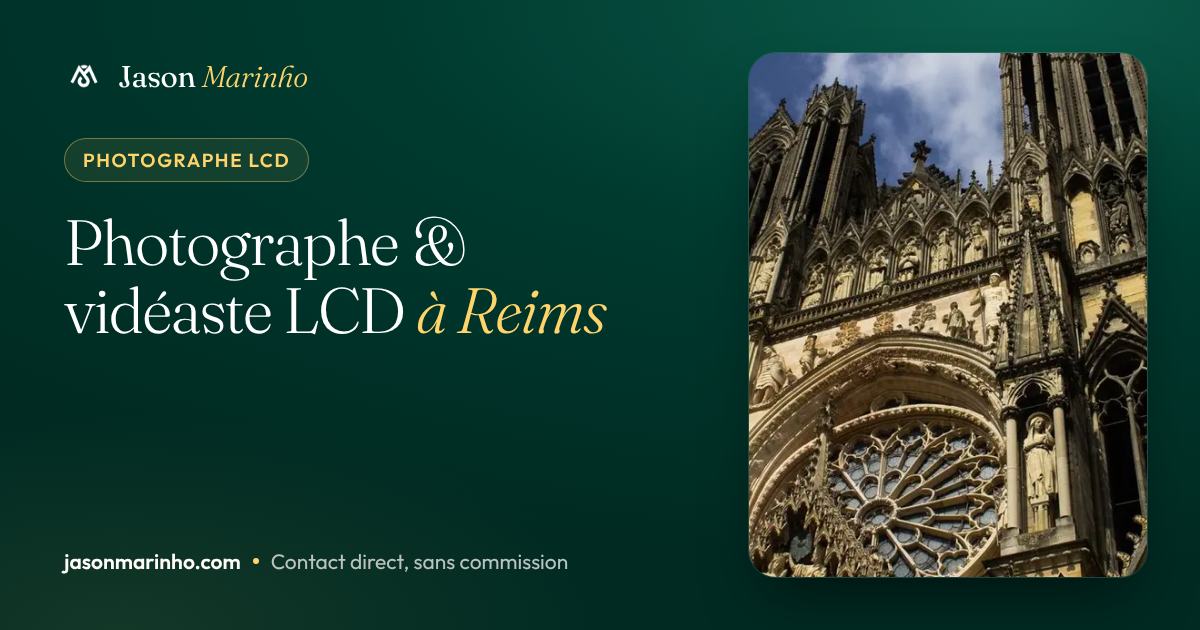 Jason Marinho
PHOTOGRAPHE LCD
Photographe &
vidéaste LCD à Reims
jasonmarinho.com • Contact direct, sans commission